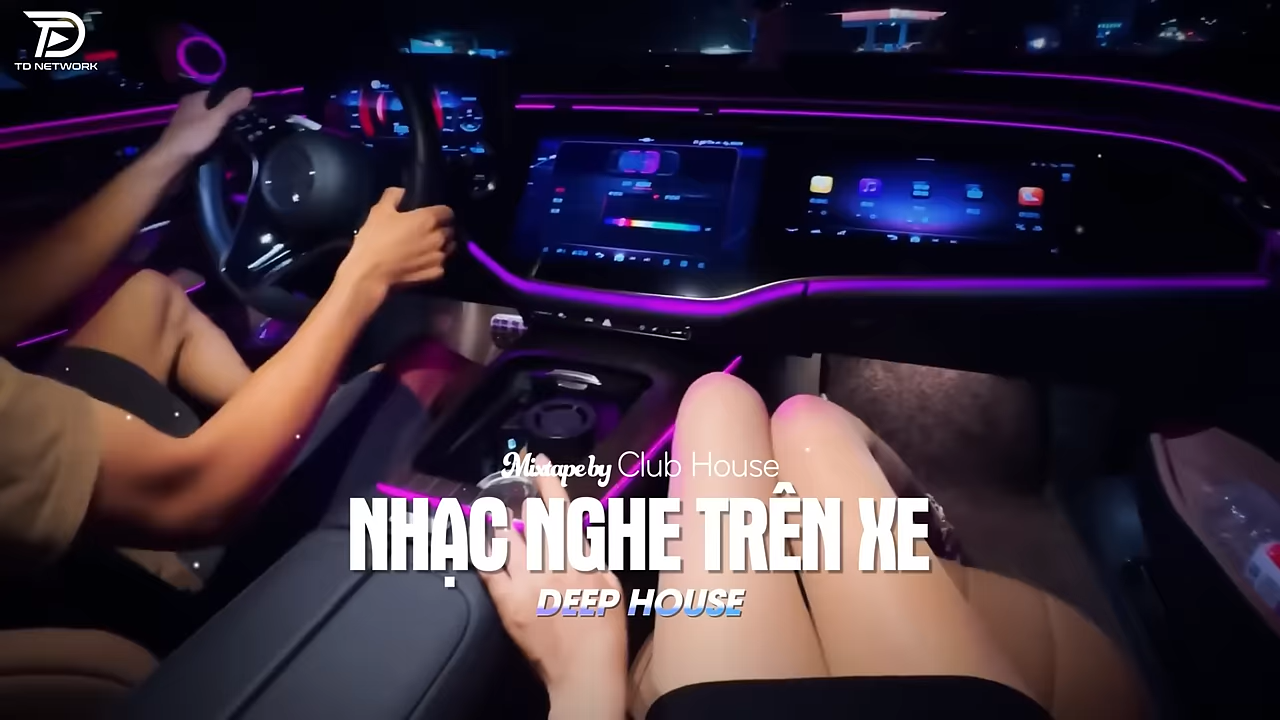 TD NETWORK
Mixtape by Club House
NHẠC NGHE TRÊN XE
DEEP HOUSE